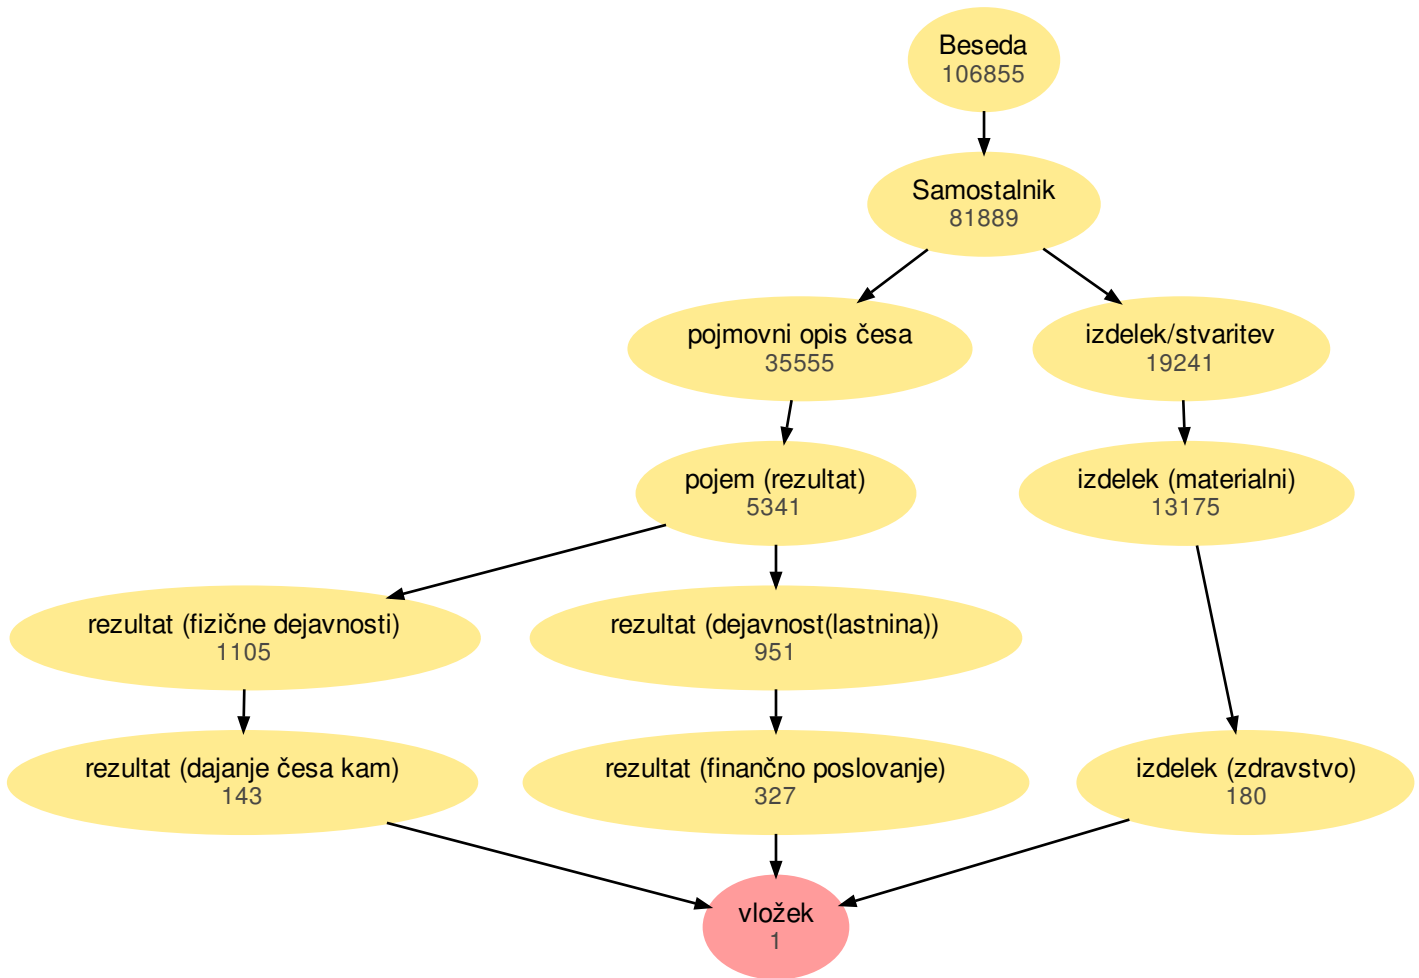 Beseda
106855
Samostalnik
81889
pojmovni opis česa
35555
izdelek/stvaritev
19241
pojem (rezultat)
5341
izdelek (materialni)
13175
rezultat (fizične dejavnosti)
1105
rezultat (dejavnost(lastnina))
951
rezultat (dajanje česa kam)
143
rezultat (finančno poslovanje)
327
izdelek (zdravstvo)
180
vložek
1